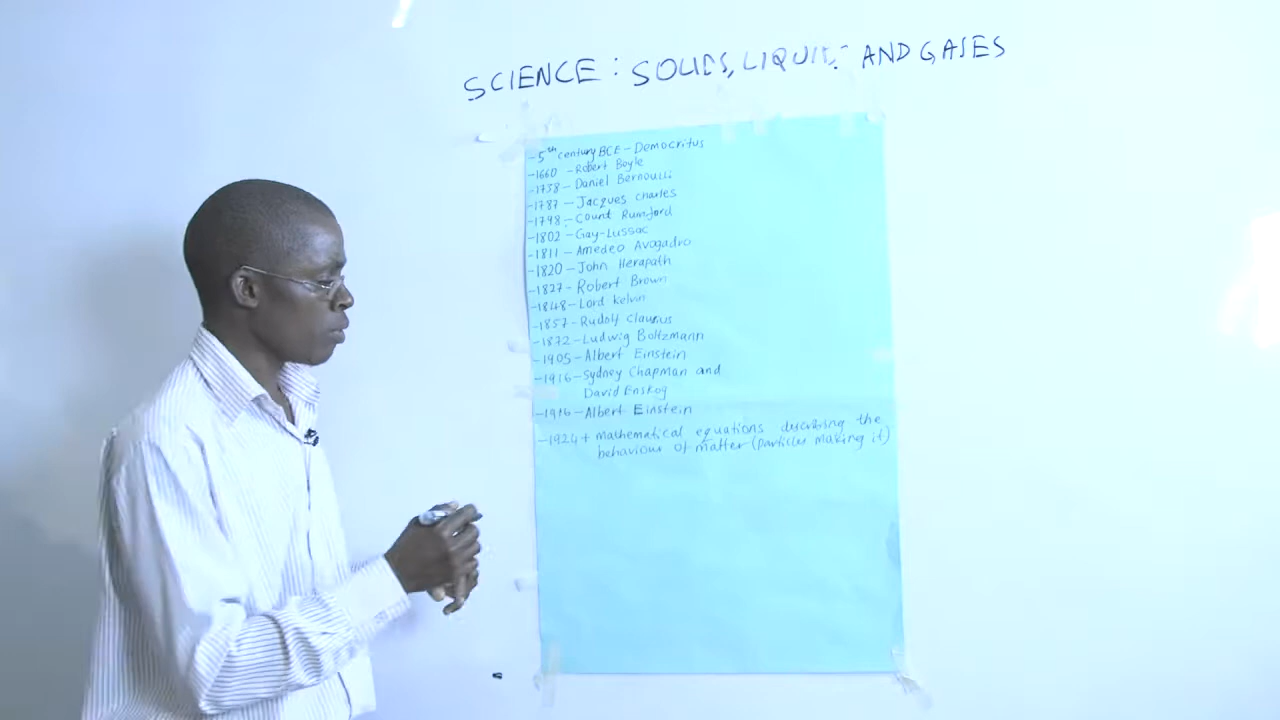 SCIENCE: SOLIDS, LIQUIDS AND GASES
-5th century BCE - Democritus
-1660 - Robert Boyle
-1738 - Daniel Bernoulli
-1787 - Jacques charles
-1798 - Count Rumford
-1802 - Gay-Lussac
-1811 - Amedeo Avogadro
-1820 - John Herapath
-1827 - Robert Brown
-1848 - Lord kelvin
-1857 - Rudolf Clausius
-1872 - Ludwig Boltzmann
-1905 - Albert Einstein
-1916 - Sydney Chapman and
David Enskog
-1916 - Albert Einstein
-1924 + mathematical equations describing the
behaviour of matter (particles making it)